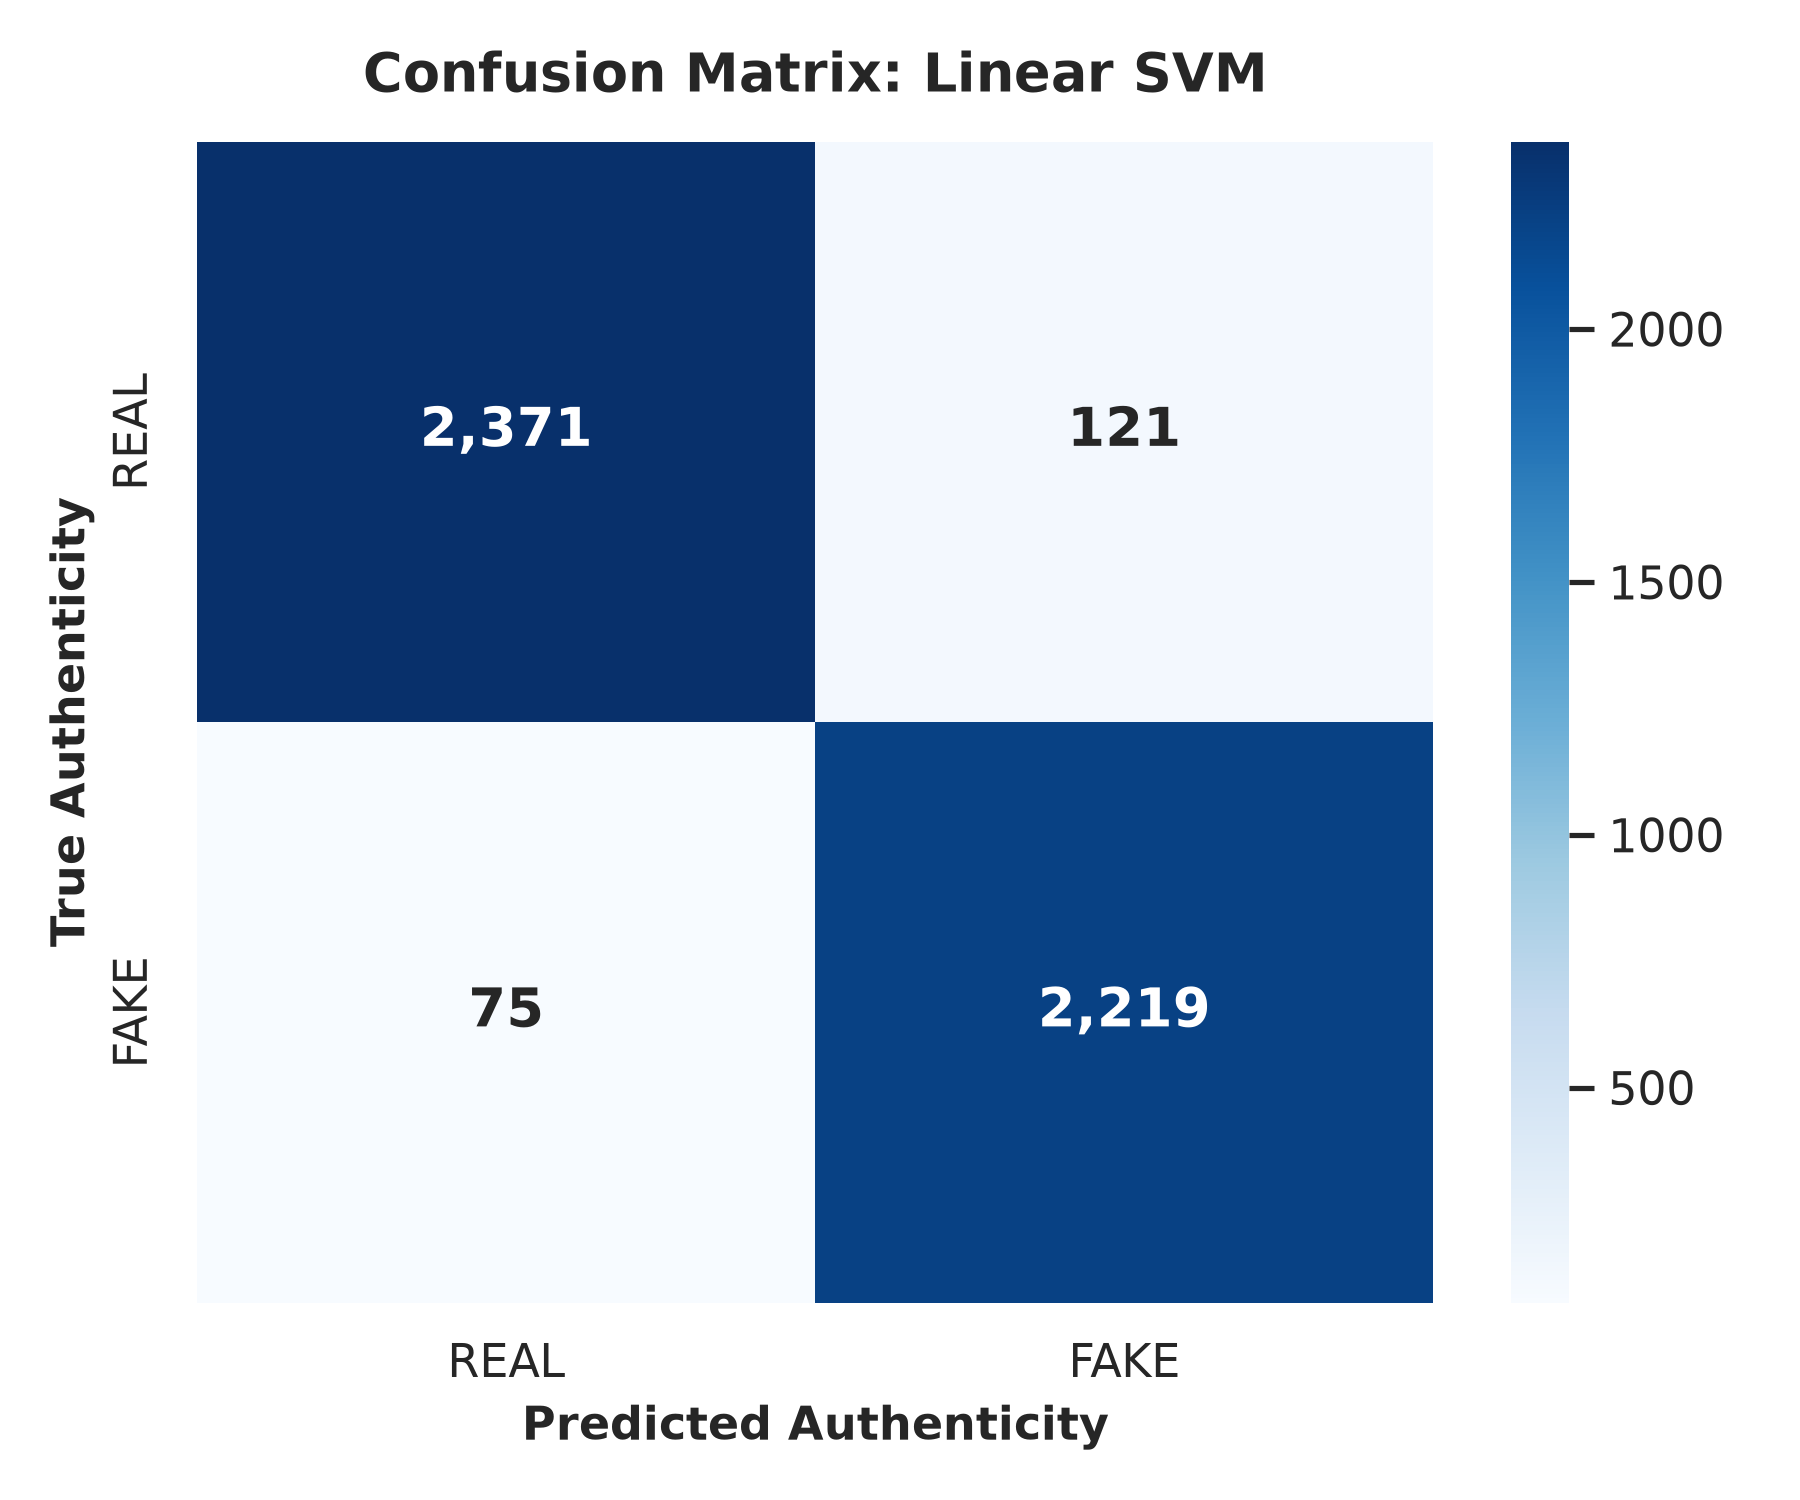 Confusion Matrix: Linear SVM
True Authenticity
REAL
FAKE
2,371
121
75
2,219
REAL
FAKE
Predicted Authenticity
2000
1500
1000
500